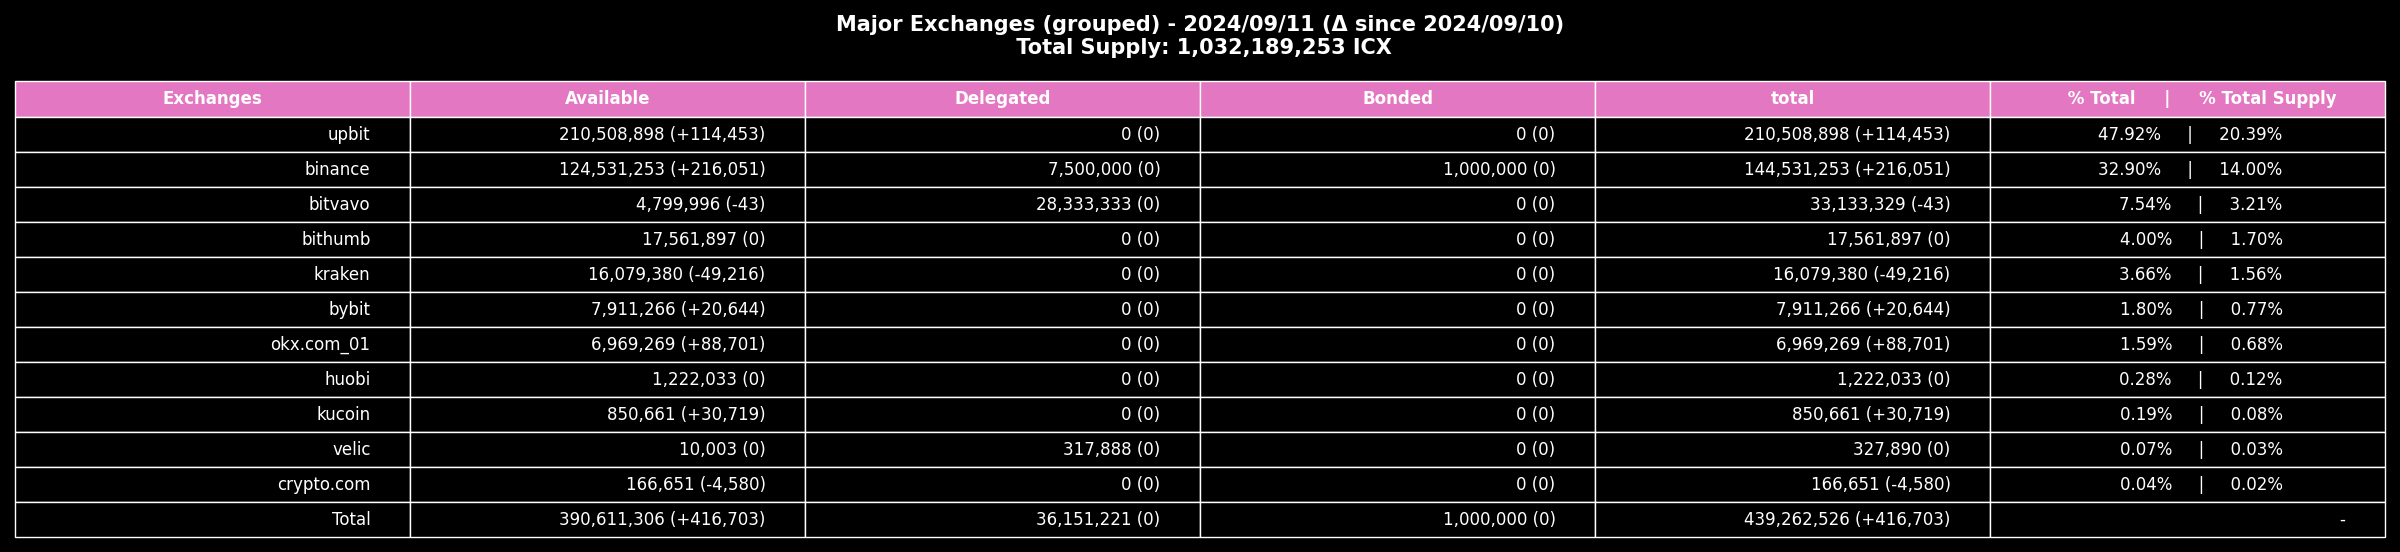 Major Exchanges (grouped) - 2024/09/11 (Δ since 2024/09/10)
Total Supply: 1,032,189,253 ICX
Exchanges Available Delegated Bonded total % Total | % Total Supply
upbit 210,508,898 (+114,453) 0 (0) 0 (0) 210,508,898 (+114,453) 47.92% | 20.39%
binance 124,531,253 (+216,051) 7,500,000 (0) 1,000,000 (0) 144,531,253 (+216,051) 32.90% | 14.00%
bitvavo 4,799,996 (-43) 28,333,333 (0) 0 (0) 33,133,329 (-43) 7.54% | 3.21%
bithumb 17,561,897 (0) 0 (0) 0 (0) 17,561,897 (0) 4.00% | 1.70%
kraken 16,079,380 (-49,216) 0 (0) 0 (0) 16,079,380 (-49,216) 3.66% | 1.56%
bybit 7,911,266 (+20,644) 0 (0) 0 (0) 7,911,266 (+20,644) 1.80% | 0.77%
okx.com_01 6,969,269 (+88,701) 0 (0) 0 (0) 6,969,269 (+88,701) 1.59% | 0.68%
huobi 1,222,033 (0) 0 (0) 0 (0) 1,222,033 (0) 0.28% | 0.12%
kucoin 850,661 (+30,719) 0 (0) 0 (0) 850,661 (+30,719) 0.19% | 0.08%
velic 10,003 (0) 317,888 (0) 0 (0) 327,890 (0) 0.07% | 0.03%
crypto.com 166,651 (-4,580) 0 (0) 0 (0) 166,651 (-4,580) 0.04% | 0.02%
Total 390,611,306 (+416,703) 36,151,221 (0) 1,000,000 (0) 439,262,526 (+416,703) -